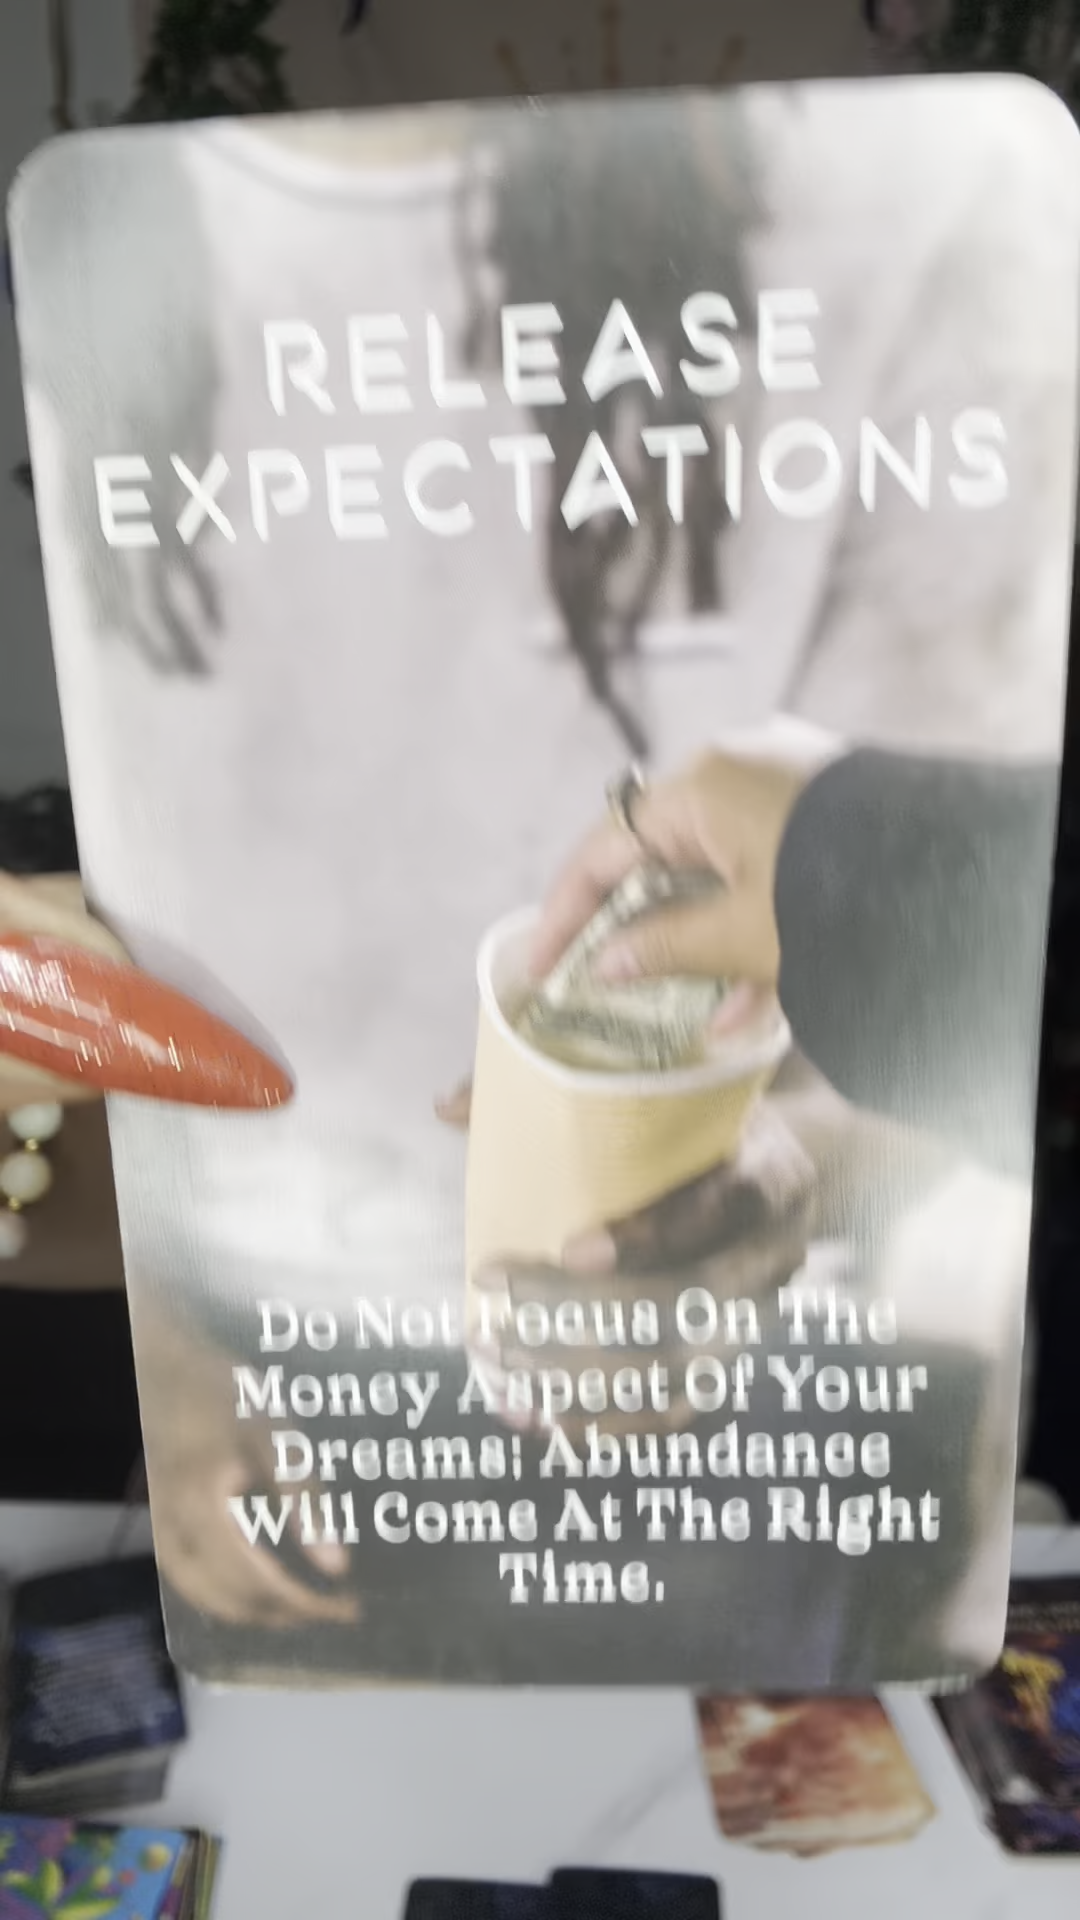 RELEASE
EXPECTATIONS
Do Not Focus On The
Money Aspect Of Your
Dreams; Abundance
Will Come At The Right
Time.